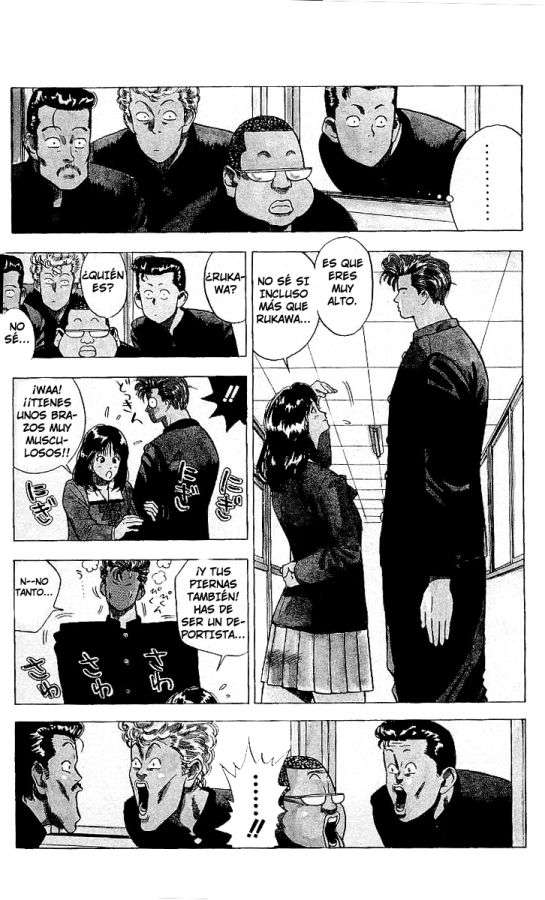 .........
ES QUE
ERES
MUY
ALTO.
NO SÉ SI
INCLUSO
MÁS QUE
RUKAWA...
¿RUKA-
WA?
¿QUIÉN
ES?
NO
SÉ...
!!
¡WAA!
¡¡TIENES
UNOS BRA-
ZOS MUY
MUSCU-
LOSOS!!
¡Y TUS
PIERNAS
TAMBIÉN!
HAS DE
SER UN DE-
PORTISTA...
N--NO
TANTO...
......!!